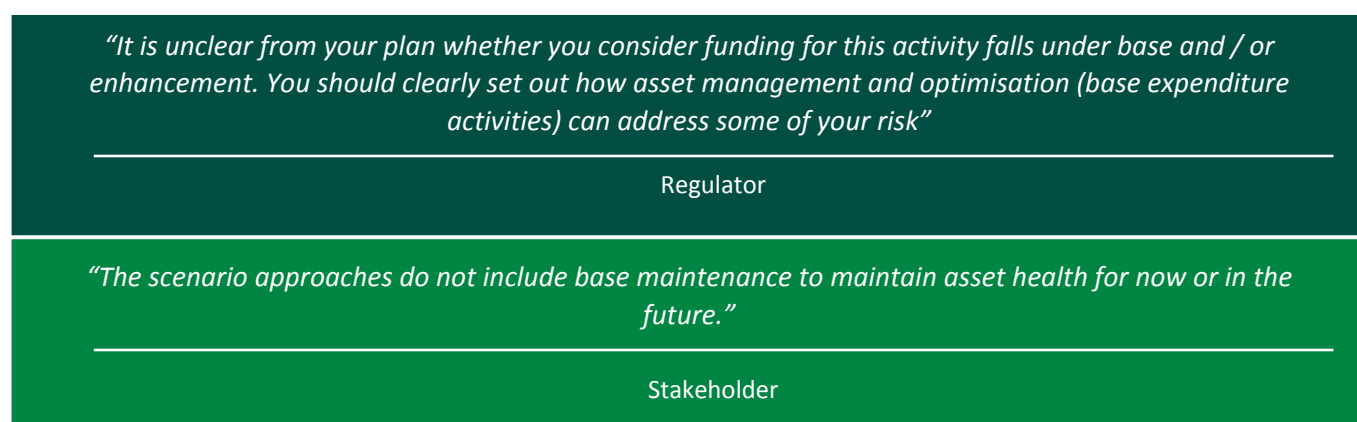 “It is unclear from your plan whether you consider funding for this activity falls under base and / or
enhancement. You should clearly set out how asset management and optimisation (base expenditure
activities) can address some of your risk”
Regulator
“The scenario approaches do not include base maintenance to maintain asset health for now or in the
future.”
Stakeholder